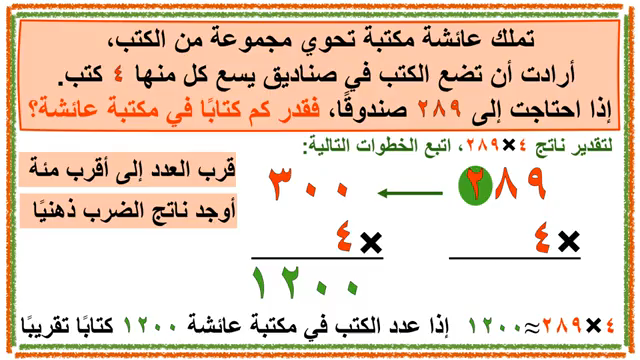 تملك عائشة مكتبة تحوي مجموعة من الكتب،
أرادت أن تضع الكتب في صناديق يسع كل منها ٤ كتب.
إذا احتاجت إلى ٢٨٩ صندوقًا، فقدر كم كتابًا في مكتبة عائشة؟
لتقدير ناتج ٤×٢٨٩، اتبع الخطوات التالية:
قرب العدد إلى أقرب مئة
أوجد ناتج الضرب ذهنيًا
٢٨٩ ← ٣٠٠
×٤ ×٤
١٢٠٠
٤×٢٨٩≈١٢٠٠ إذا عدد الكتب في مكتبة عائشة ١٢٠٠ كتابًا تقريبًا